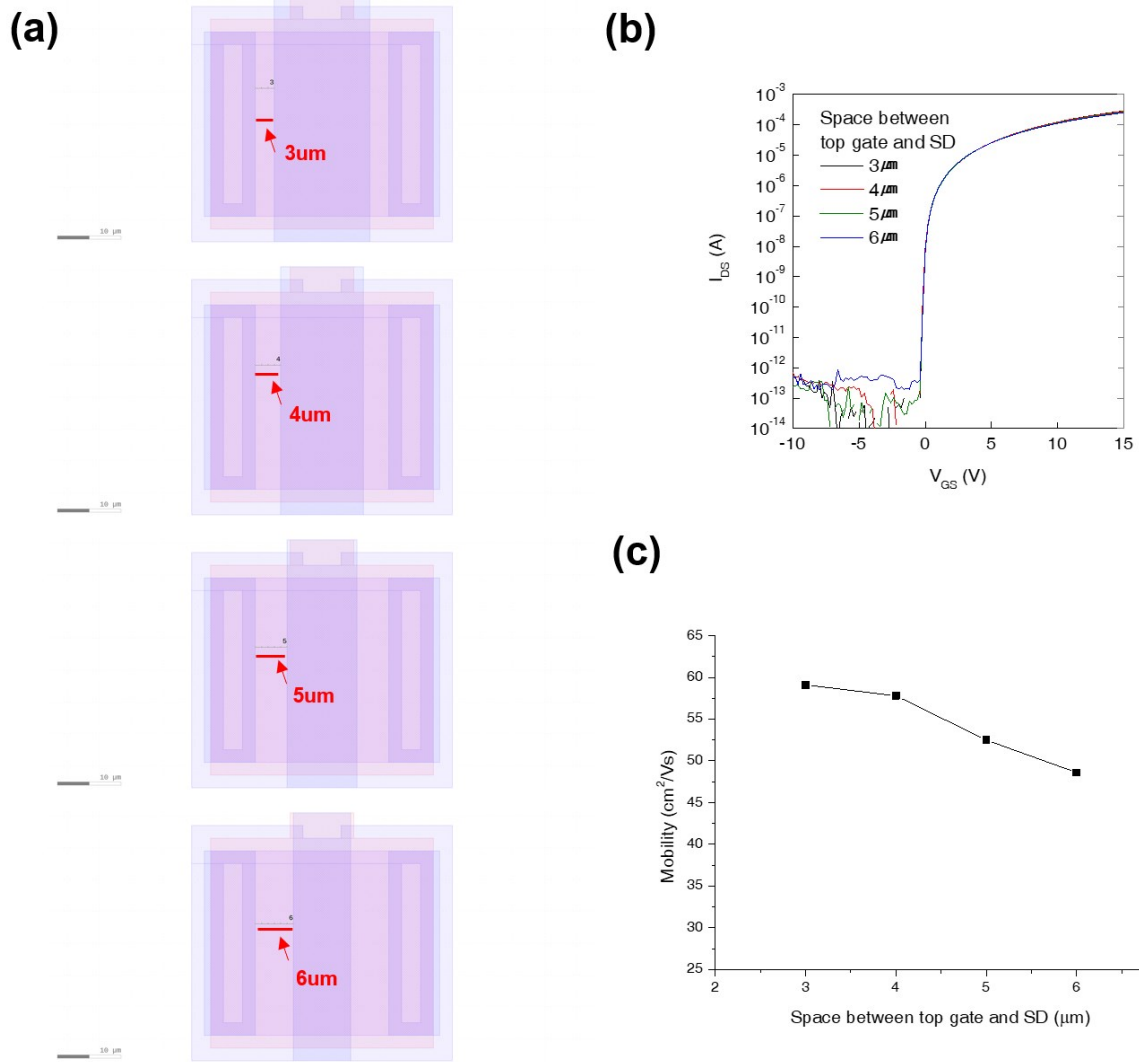 (a)
3
3um
10 µm
4
4um
10 µm
5
5um
10 µm
6
6um
10 µm
(b)
Space between
top gate and SD
3㎛
4㎛
5㎛
6㎛
10⁻³
10⁻⁴
10⁻⁵
10⁻⁶
10⁻⁷
10⁻⁸
10⁻⁹
10⁻¹⁰
10⁻¹¹
10⁻¹²
10⁻¹³
10⁻¹⁴
I_DS (A)
-10 -5 0 5 10 15
V_GS (V)
(c)
65
60
55
50
45
40
35
30
25
Mobility (cm²/Vs)
2 3 4 5 6
Space between top gate and SD (µm)